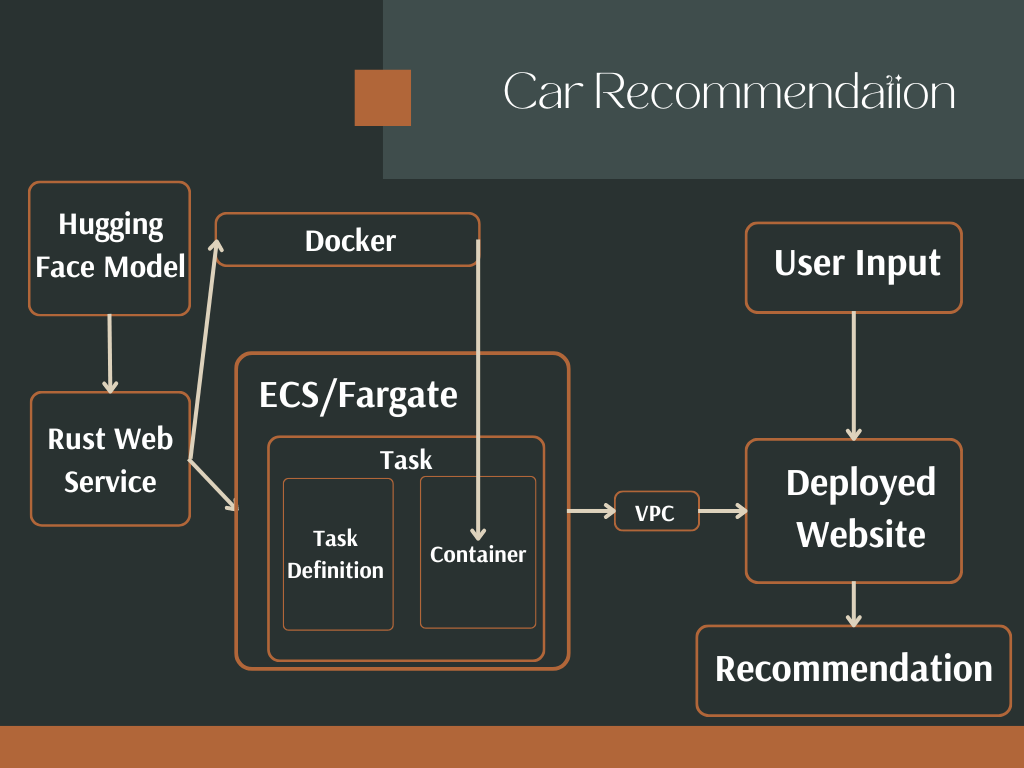 Car Recommendation
Hugging
Face Model
Docker
User Input
ECS/Fargate
Rust Web
Service
Task
Task
Definition
Container
VPC
Deployed
Website
Recommendation